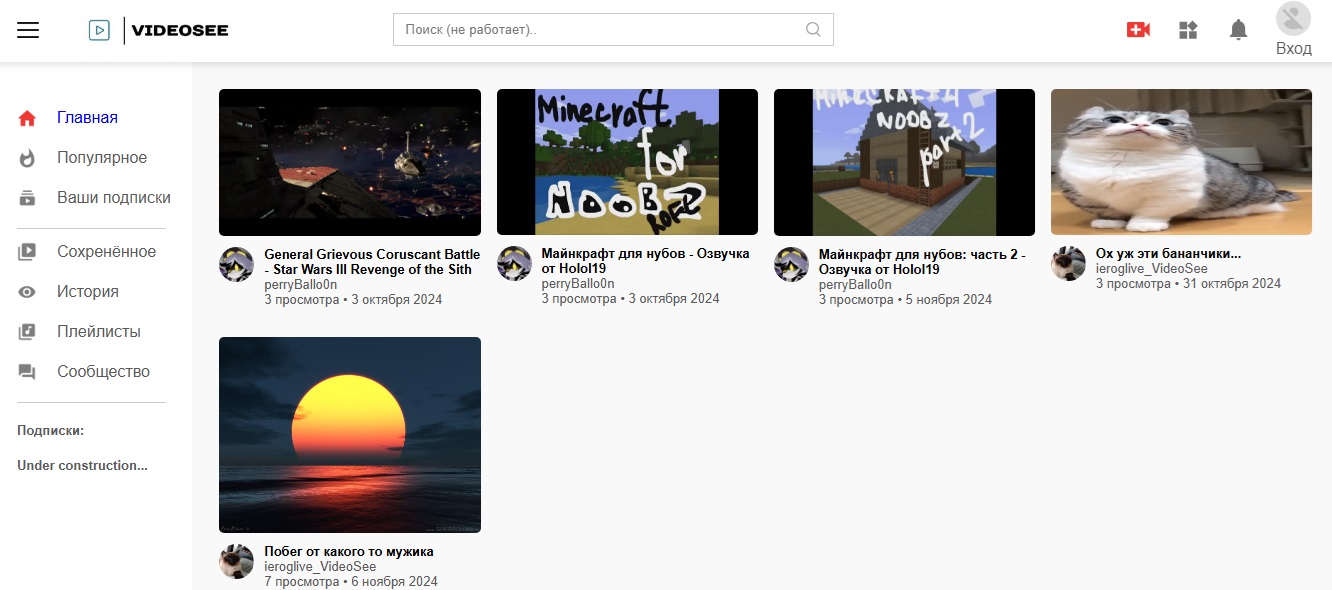 VIDEOSEE
Поиск (не работает)..
Вход
Главная
Популярное
Ваши подписки
Сохренённое
История
Плейлисты
Сообщество
Подписки:
Under construction...
General Grievous Coruscant Battle
- Star Wars III Revenge of the Sith
perryBallo0n
3 просмотра • 3 октября 2024
Minecraft
for
NOOBZ
Майнкрафт для нубов - Озвучка
от Holol19
perryBallo0n
3 просмотра • 3 октября 2024
MINECRAFT 4
NOOBZ
part 2
Майнкрафт для нубов: часть 2 -
Озвучка от Holol19
perryBallo0n
3 просмотра • 5 ноября 2024
Ох уж эти бананчики...
ieroglive_VideoSee
3 просмотра • 31 октября 2024
Побег от какого то мужика
ieroglive_VideoSee
7 просмотра • 6 ноября 2024